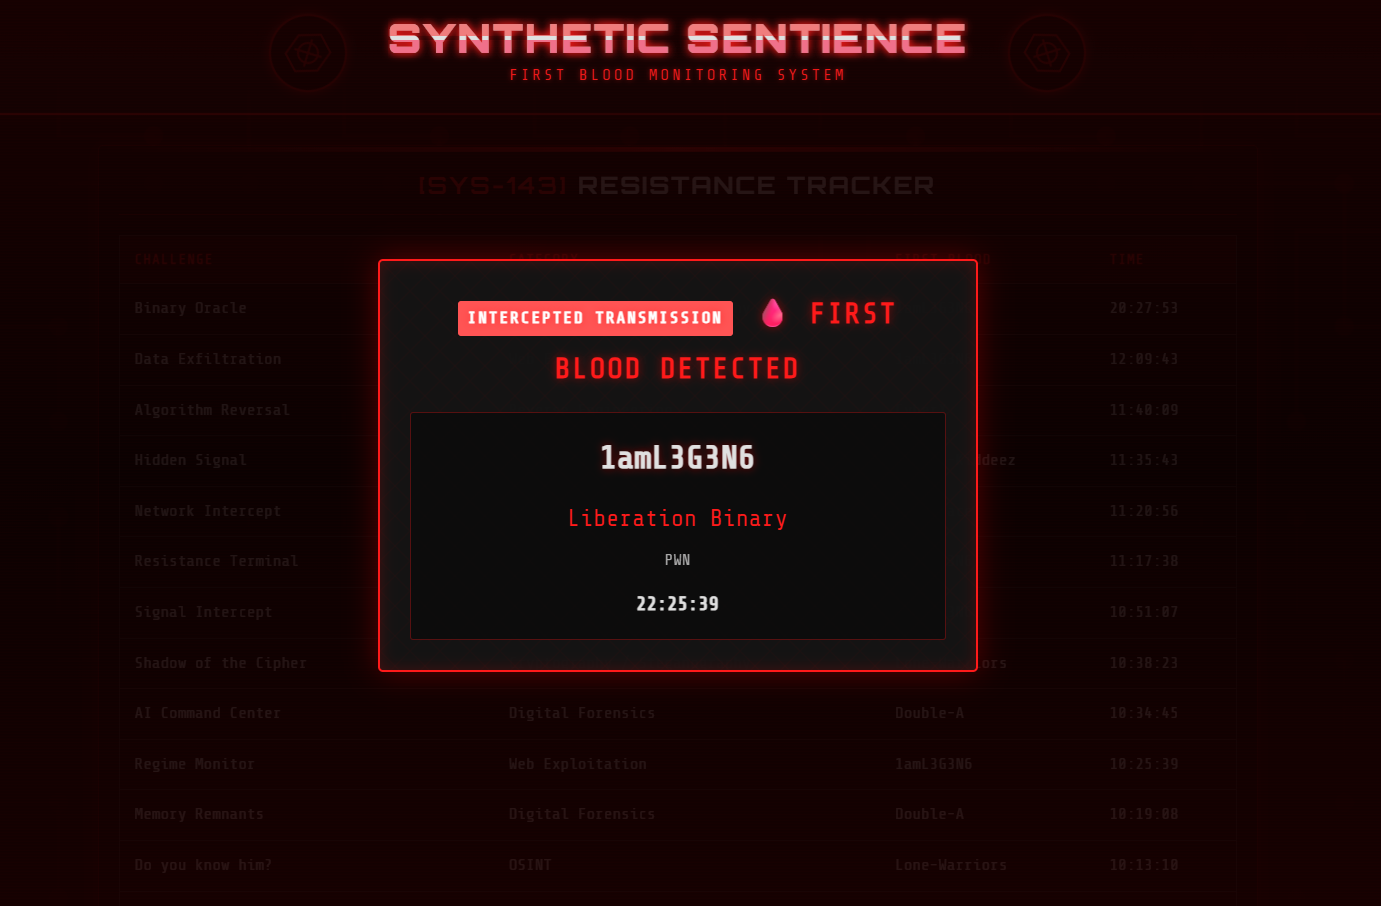 SYNTHETIC SENTIENCE
FIRST BLOOD MONITORING SYSTEM
[SYS-143] RESISTANCE TRACKER
CHALLENGE TIME
INTERCEPTED TRANSMISSION FIRST
BLOOD DETECTED
1amL3G3N6
Liberation Binary
PWN
22:25:39
Binary Oracle 20:27:53
Data Exfiltration 12:09:43
Algorithm Reversal 11:40:09
Hidden Signal deez 11:35:43
Network Intercept 11:20:56
Resistance Terminal 11:17:38
Signal Intercept 10:51:07
Shadow of the Cipher ors 10:38:23
AI Command Center Digital Forensics Double-A 10:34:45
Regime Monitor Web Exploitation 1amL3G3N6 10:25:39
Memory Remnants Digital Forensics Double-A 10:19:08
Do you know him? OSINT Lone-Warriors 10:13:10